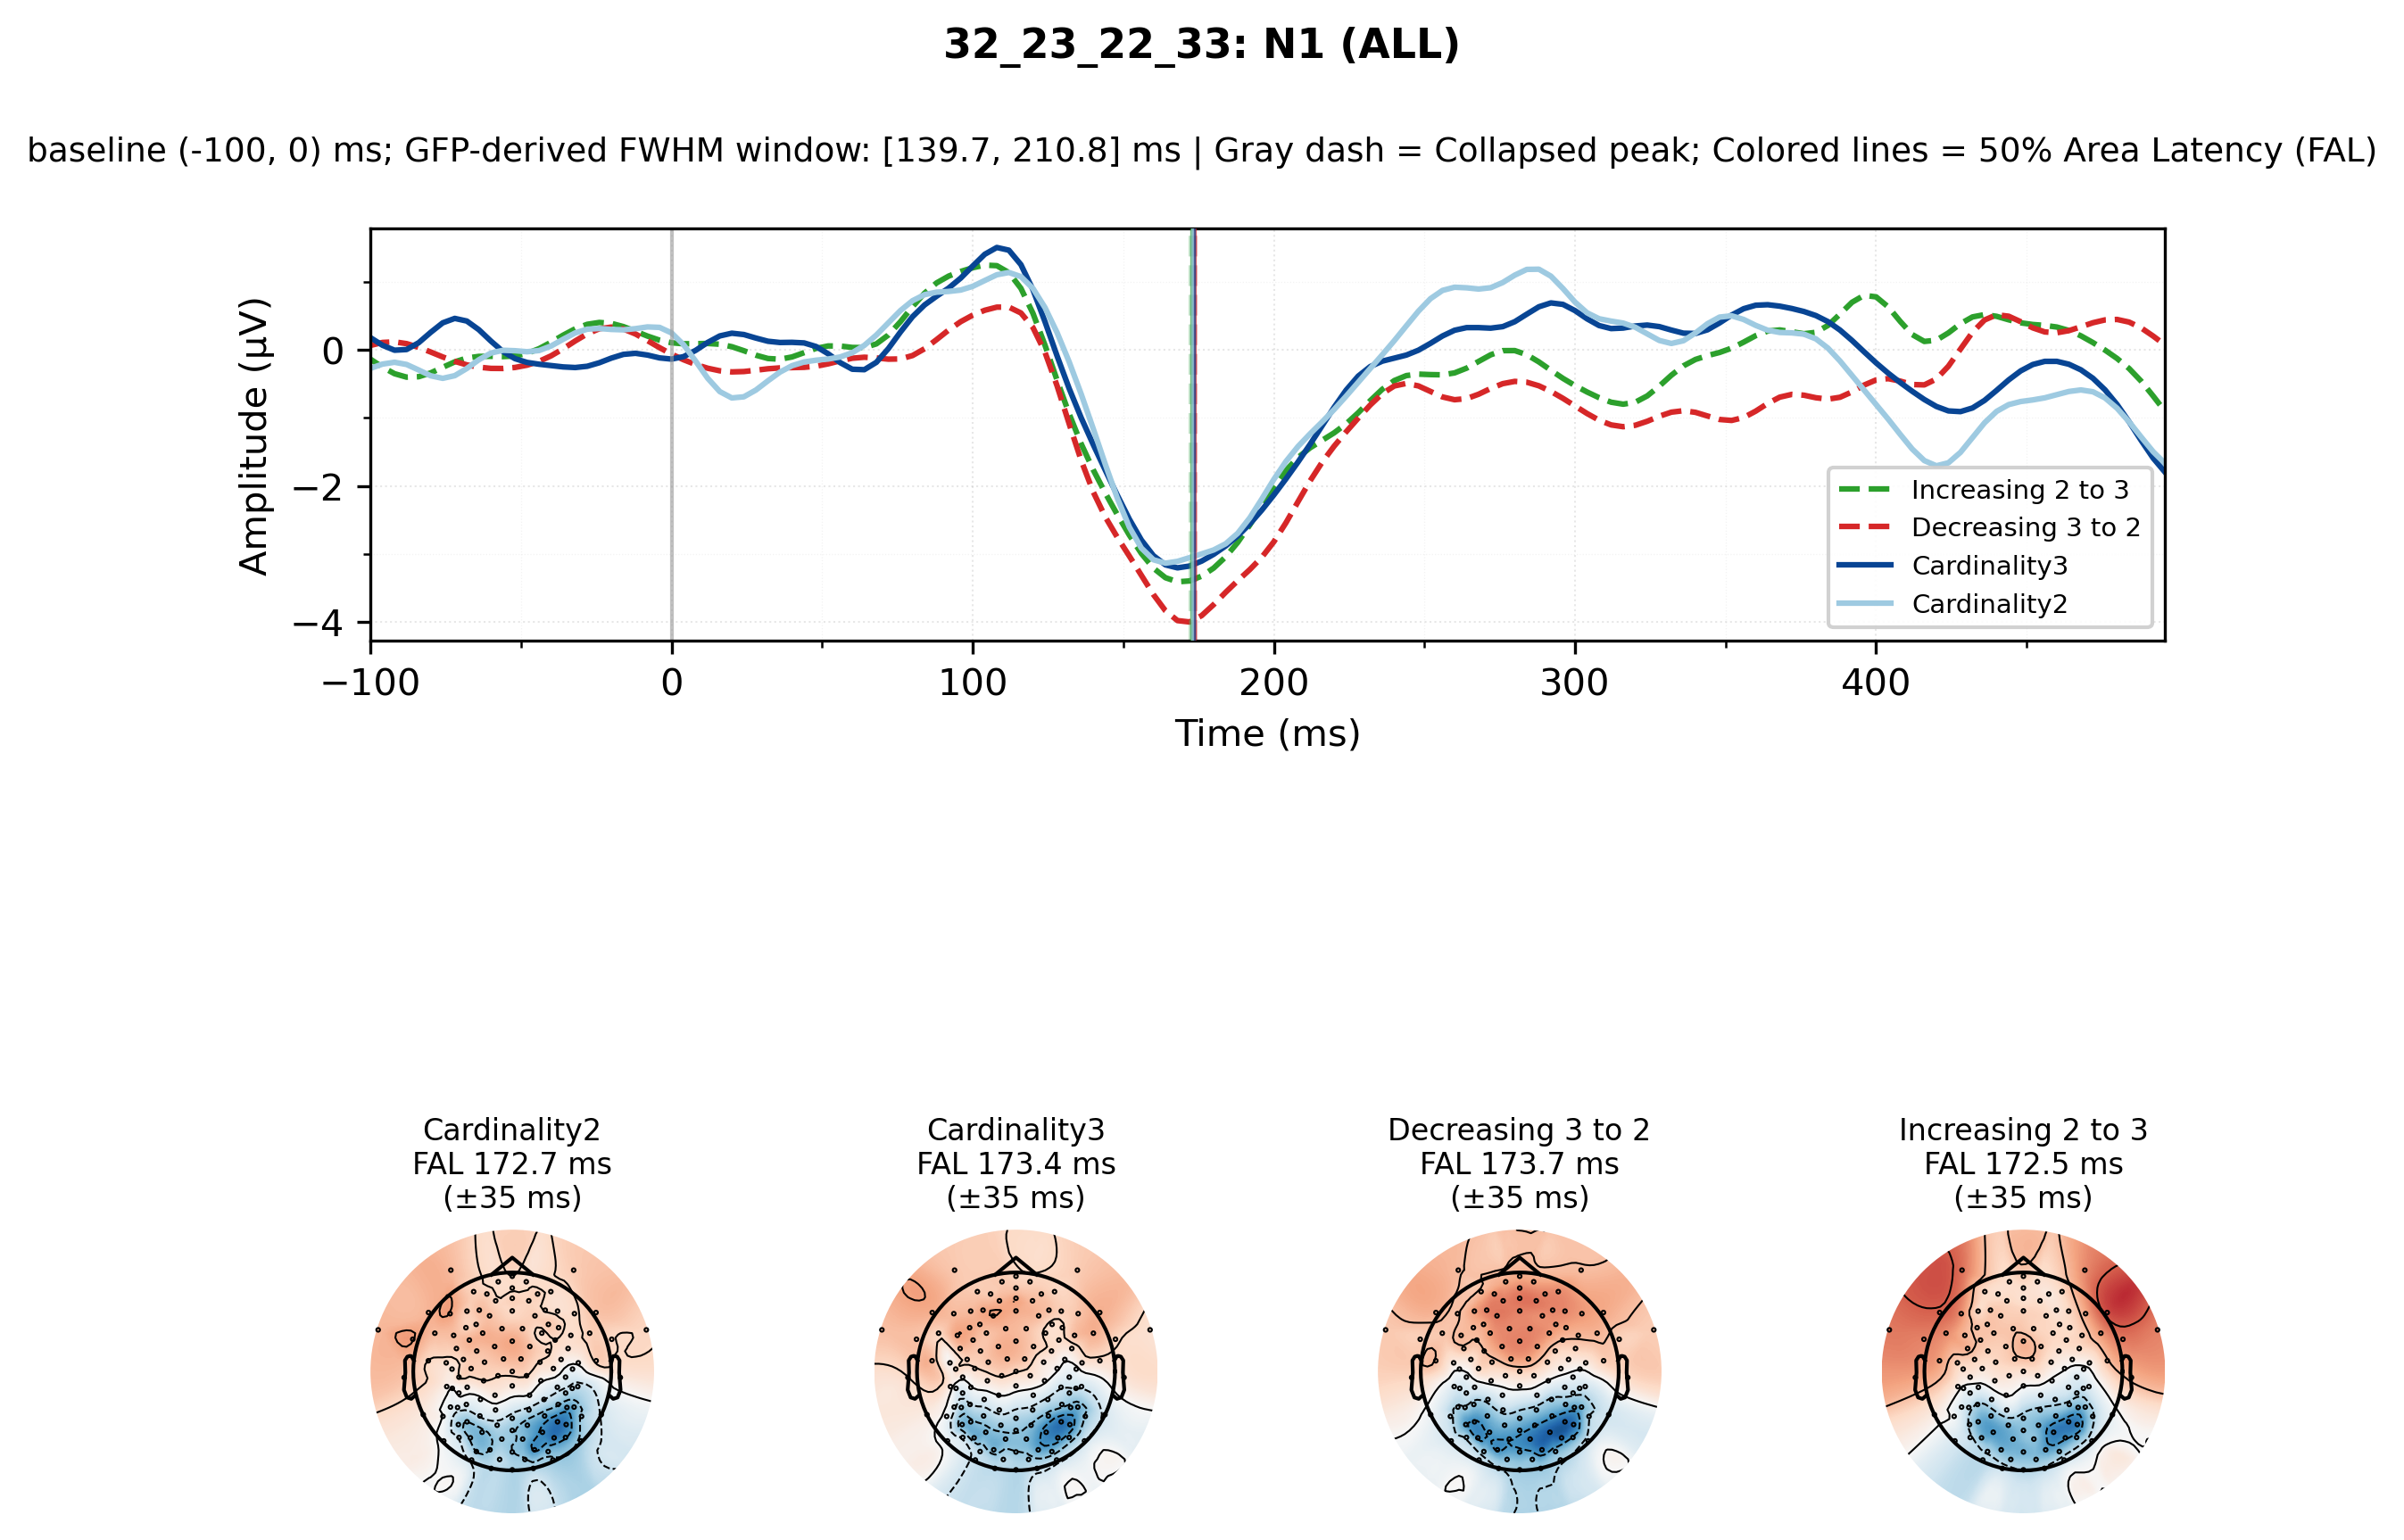 32_23_22_33: N1 (ALL)
baseline (-100, 0) ms; GFP-derived FWHM window: [139.7, 210.8] ms | Gray dash = Collapsed peak; Colored lines = 50% Area Latency (FAL)
Amplitude (µV)
0
−2
−4
Increasing 2 to 3
Decreasing 3 to 2
Cardinality3
Cardinality2
−100 0 100 200 300 400
Time (ms)
Cardinality2
FAL 172.7 ms
(±35 ms)
Cardinality3
FAL 173.4 ms
(±35 ms)
Decreasing 3 to 2
FAL 173.7 ms
(±35 ms)
Increasing 2 to 3
FAL 172.5 ms
(±35 ms)